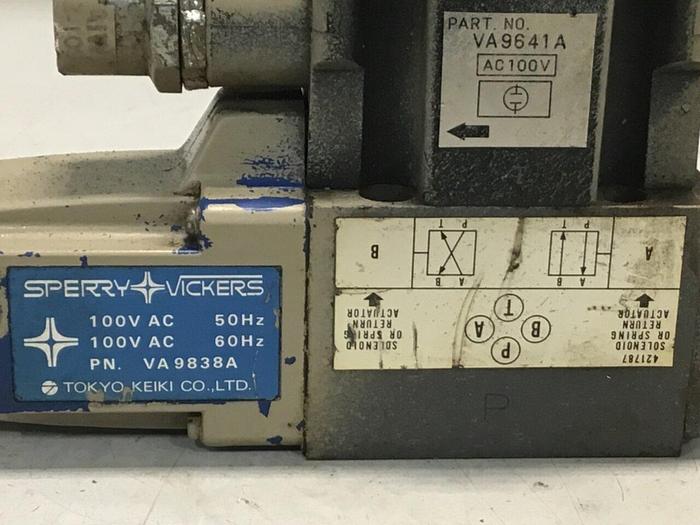 PART. NO.
VA9641A
AC100V
SPERRY VICKERS
100V AC 50Hz
100V AC 60Hz
PN. VA9838A
TOKYO KEIKI CO., LTD.
P T
P T
B
A
A B
A B
SOLENOID
OR SPRING
RETURN
ACTUATOR
T
A B
P
421787
SOLENOID
OR SPRING
RETURN
ACTUATOR
P